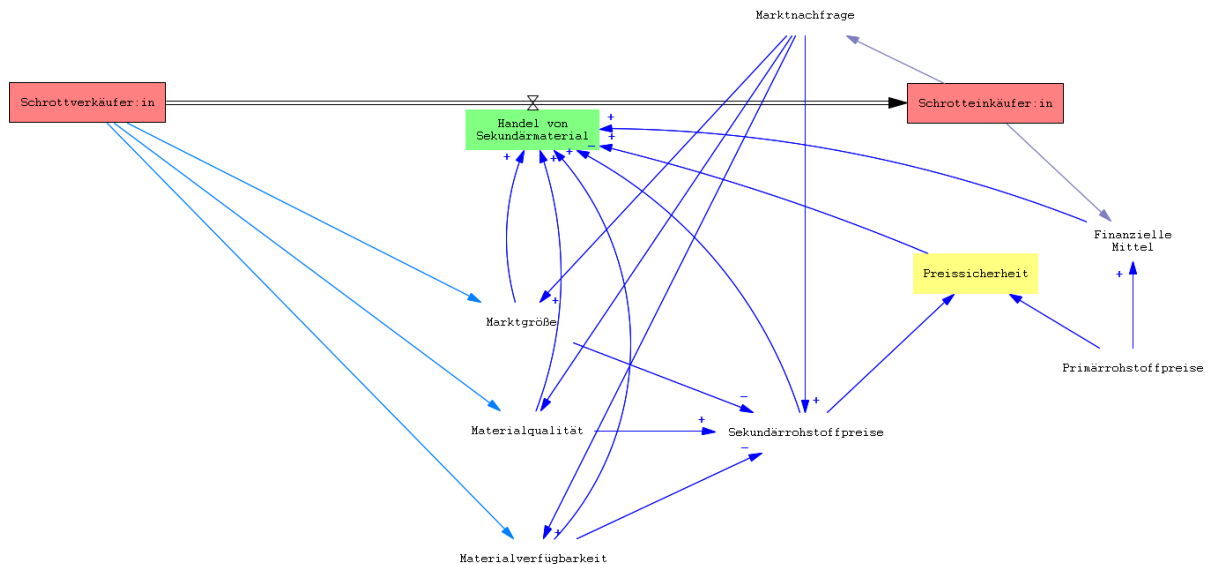 Marktnachfrage
Schrottverkäufer:in
Schrotteinkäufer:in
Handel von
Sekundärmaterial
+
+
−
+
+
+
Finanzielle
Mittel
Preissicherheit
+
Marktgröße
+
Primärrohstoffpreise
−
+
Materialqualität
+
Sekundärrohstoffpreise
−
+
Materialverfügbarkeit